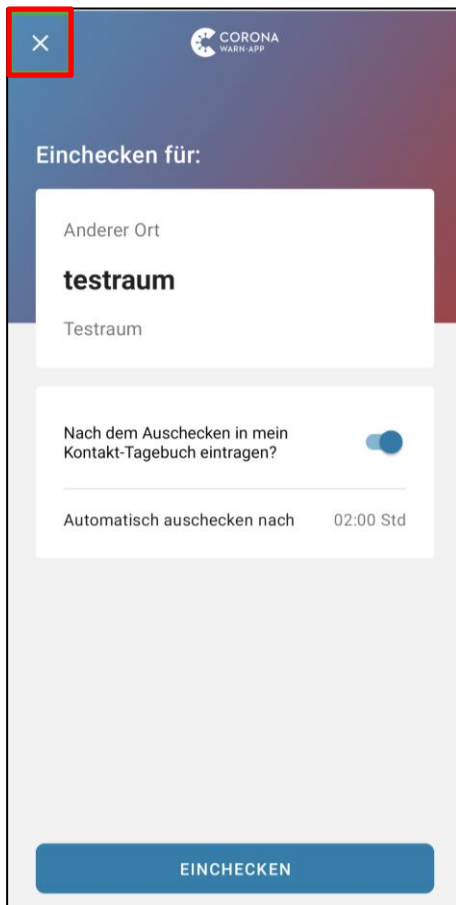 CORONA
WARN-APP
Einchecken für:
Anderer Ort
testraum
Testraum
Nach dem Auschecken in mein
Kontakt-Tagebuch eintragen?
Automatisch auschecken nach 02:00 Std
EINCHECKEN